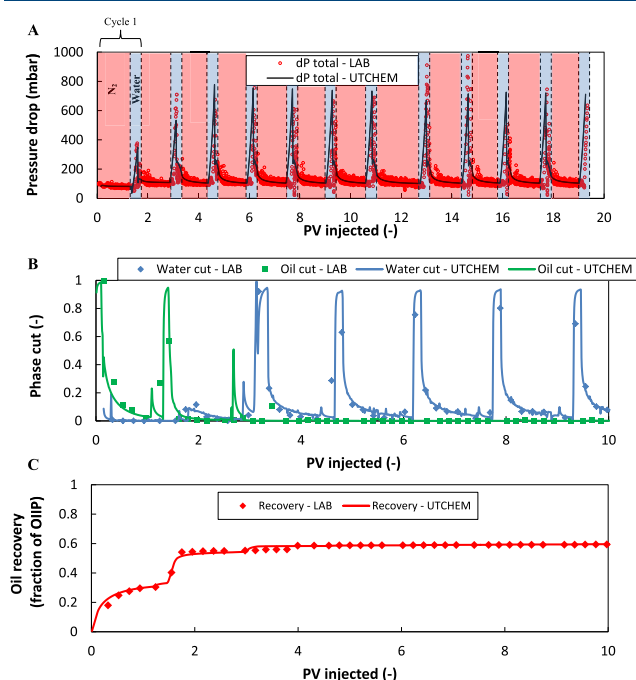 Cycle 1
A
Pressure drop (mbar)
1000
800
600
400
200
0
N2
Water
dP total - LAB
dP total - UTCHEM
0 2 4 6 8 10 12 14 16 18 20
PV injected (-)
B
Water cut - LAB Oil cut - LAB Water cut - UTCHEM Oil cut - UTCHEM
Phase cut (-)
1
0.8
0.6
0.4
0.2
0
0 2 4 6 8 10
PV injected (-)
C
Oil recovery
(fraction of OIIP)
1
0.8
0.6
0.4
0.2
0
Recovery - LAB Recovery - UTCHEM
0 2 4 6 8 10
PV injected (-)